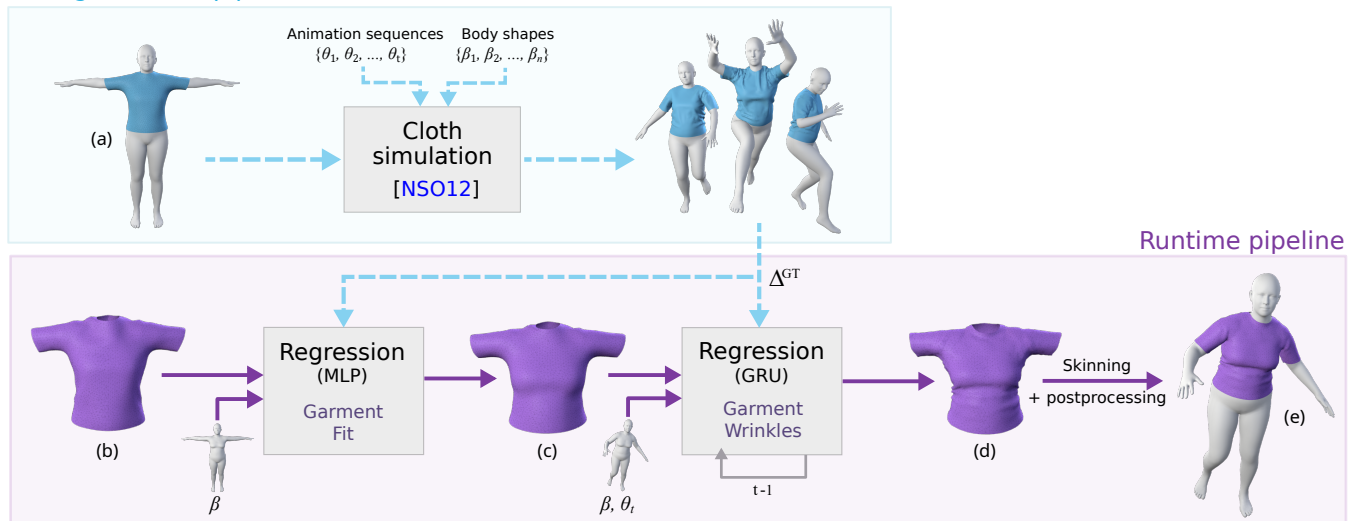 Animation sequences
{θ1, θ2, ..., θt}
Body shapes
{β1, β2, ..., βn}
(a)
Cloth
simulation
[NSO12]
Runtime pipeline
Δ^GT
Regression
(MLP)
Garment
Fit
Regression
(GRU)
Garment
Wrinkles
Skinning
+ postprocessing
(b)
(c)
(d)
(e)
β
β, θt
t-1